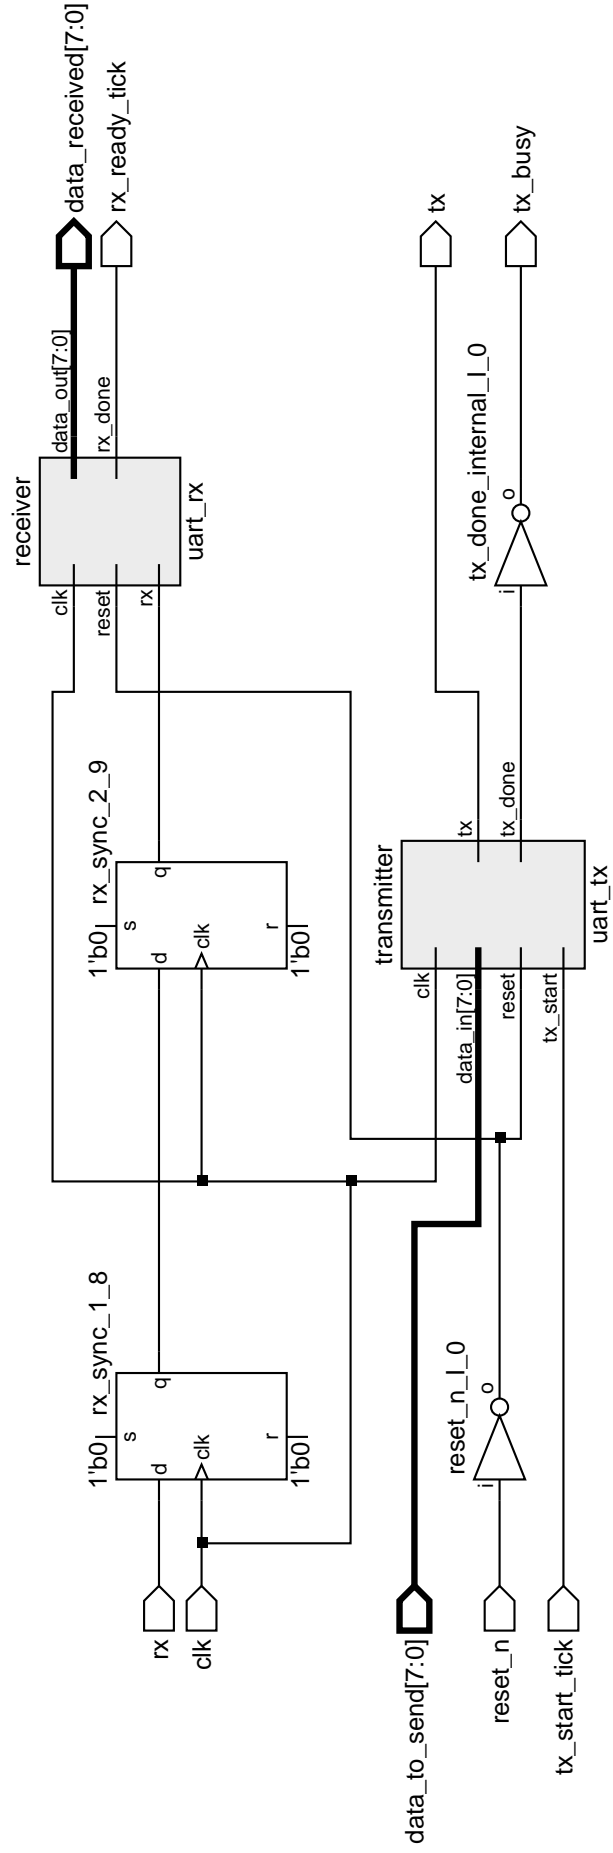 receiver
clk
data_out[7:0]
data_received[7:0]
1'b0
rx_sync_1_8
1'b0
rx_sync_2_9
reset
rx_done
rx_ready_tick
s
s
rx
d
q
d
q
rx
uart_rx
clk
clk
clk
r
r
1'b0
1'b0
transmitter
data_to_send[7:0]
clk
tx
reset_n_I_0
data_in[7:0]
tx
tx_done_internal_I_0
reset_n
i
o
reset
tx_done
i
o
tx_busy
tx_start_tick
tx_start
uart_tx